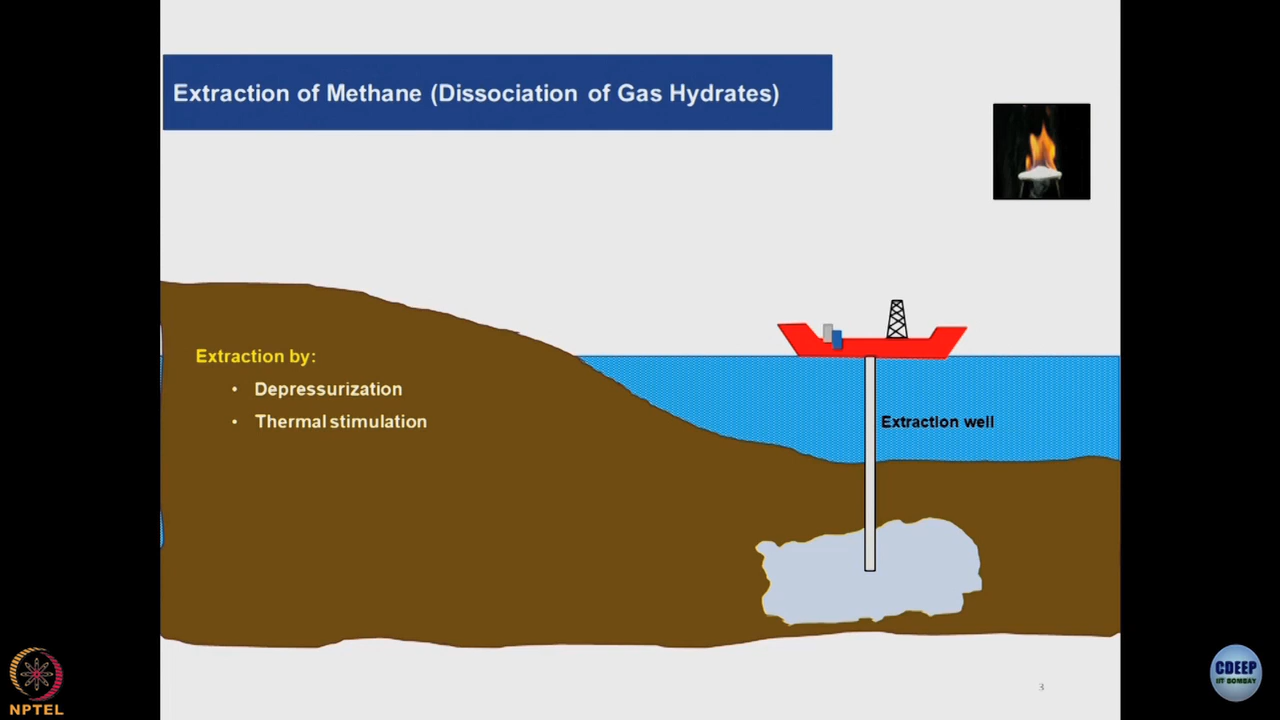 Extraction of Methane (Dissociation of Gas Hydrates)
Extraction by:
• Depressurization
• Thermal stimulation
Extraction well
3
NPTEL
CDEEP
IIT BOMBAY